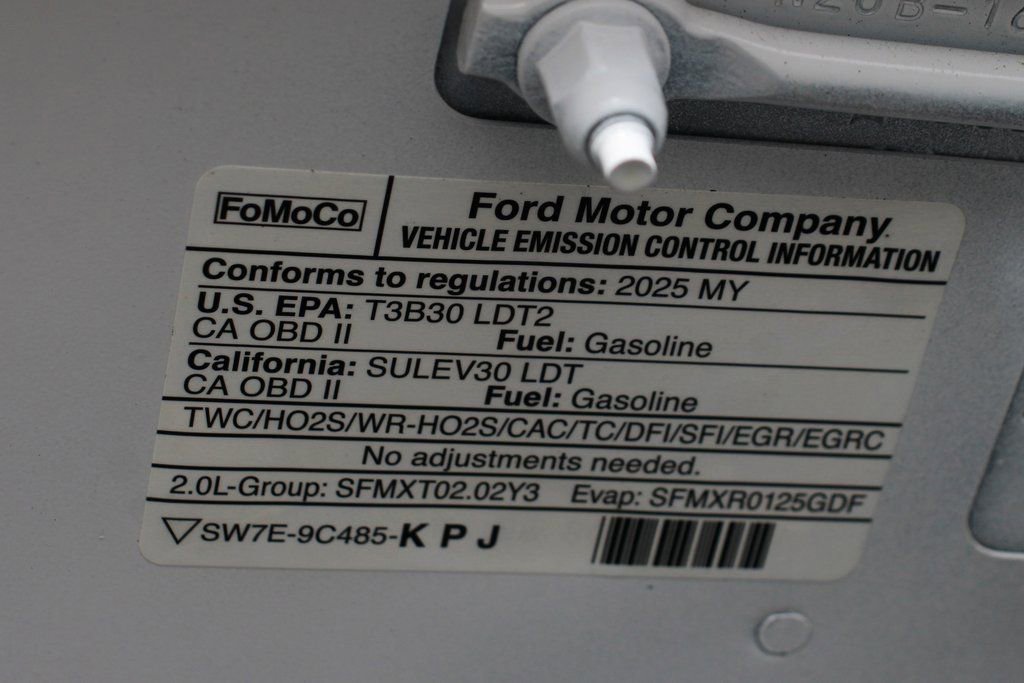 FoMoCo
Ford Motor Company
VEHICLE EMISSION CONTROL INFORMATION
Conforms to regulations: 2025 MY
U.S. EPA: T3B30 LDT2
CA OBD II Fuel: Gasoline
California: SULEV30 LDT
CA OBD II Fuel: Gasoline
TWC/HO2S/WR-HO2S/CAC/TC/DFI/SFI/EGR/EGRC
No adjustments needed.
2.0L-Group: SFMXT02.02Y3 Evap: SFMXR0125GDF
SW7E-9C485-K P J